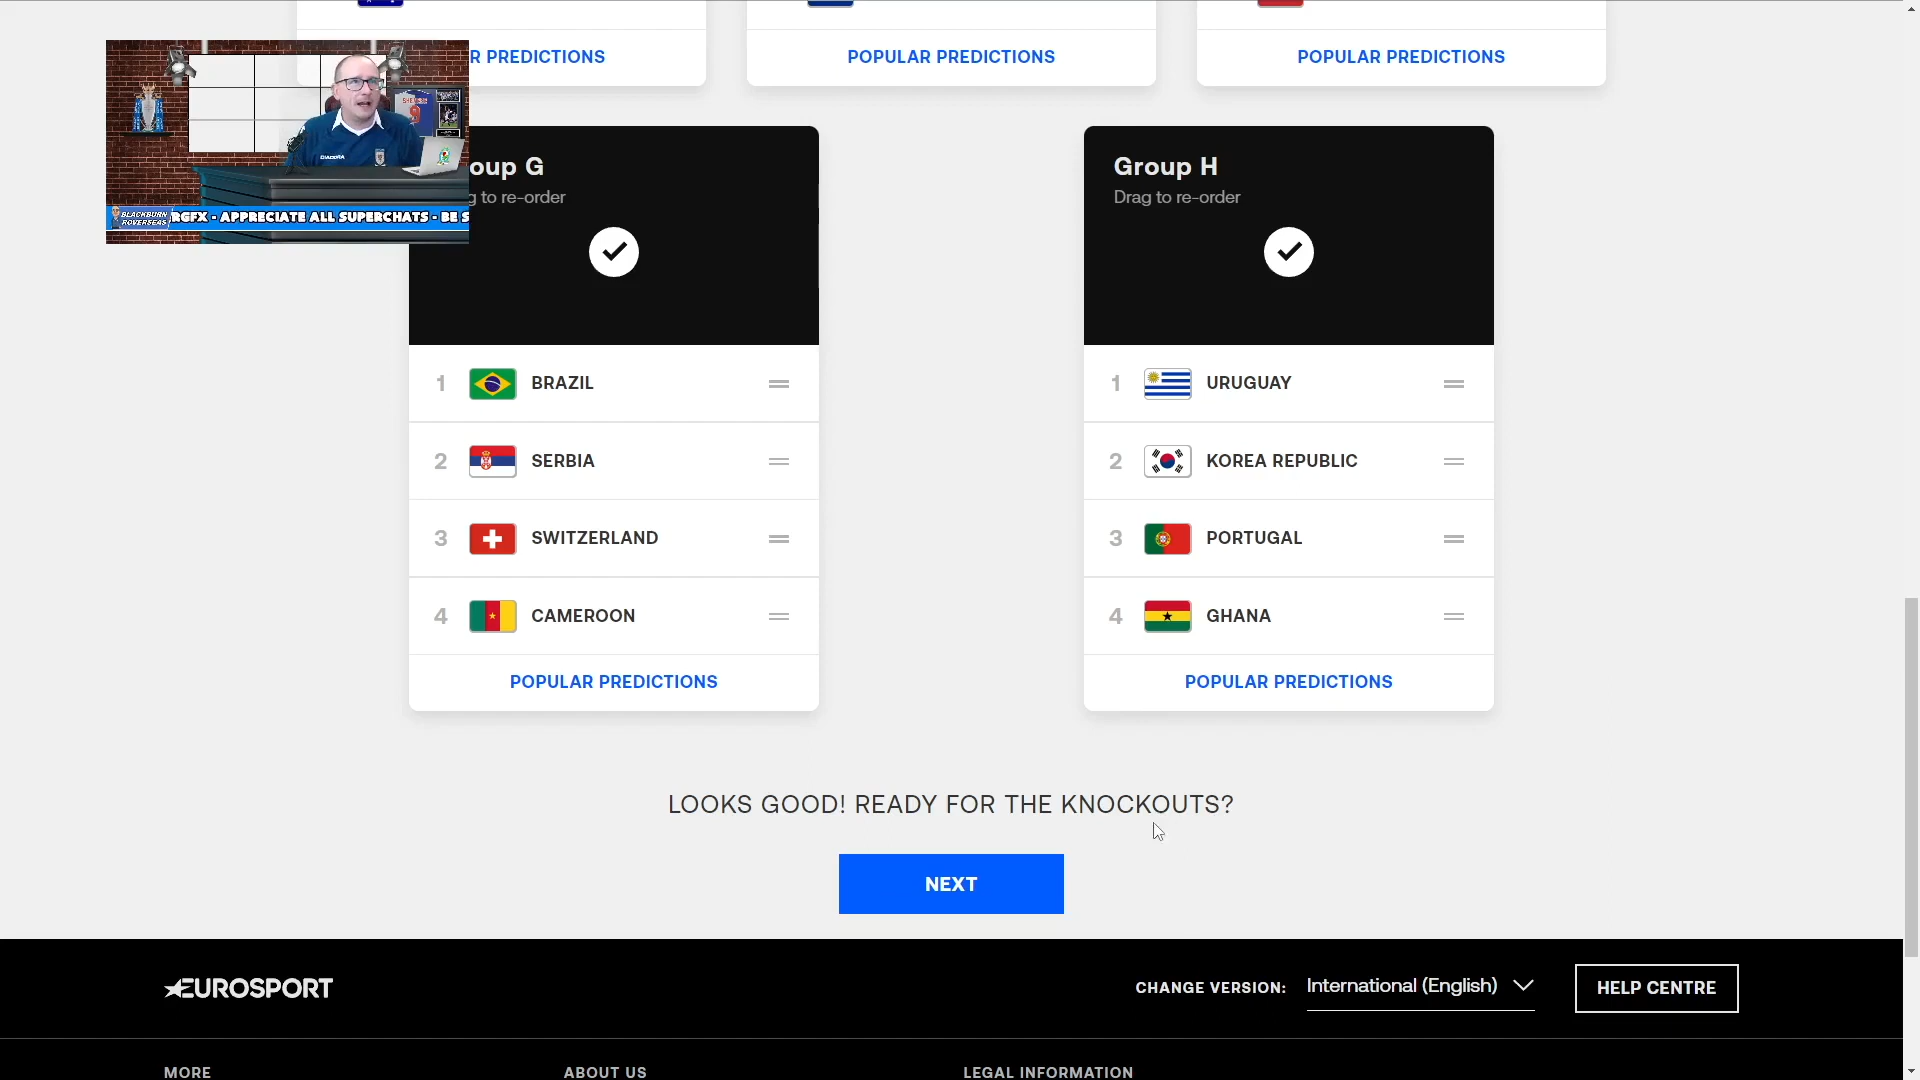 R PREDICTIONS
POPULAR PREDICTIONS
POPULAR PREDICTIONS
DIADORA
BLACKBURN
ROVERSEAS
RGFX - APPRECIATE ALL SUPERCHATS - BE S
oup G
g to re-order
1 BRAZIL
2 SERBIA
3 SWITZERLAND
4 CAMEROON
POPULAR PREDICTIONS
Group H
Drag to re-order
1 URUGUAY
2 KOREA REPUBLIC
3 PORTUGAL
4 GHANA
POPULAR PREDICTIONS
LOOKS GOOD! READY FOR THE KNOCKOUTS?
NEXT
EUROSPORT
CHANGE VERSION:
International (English)
HELP CENTRE
MORE
ABOUT US
LEGAL INFORMATION